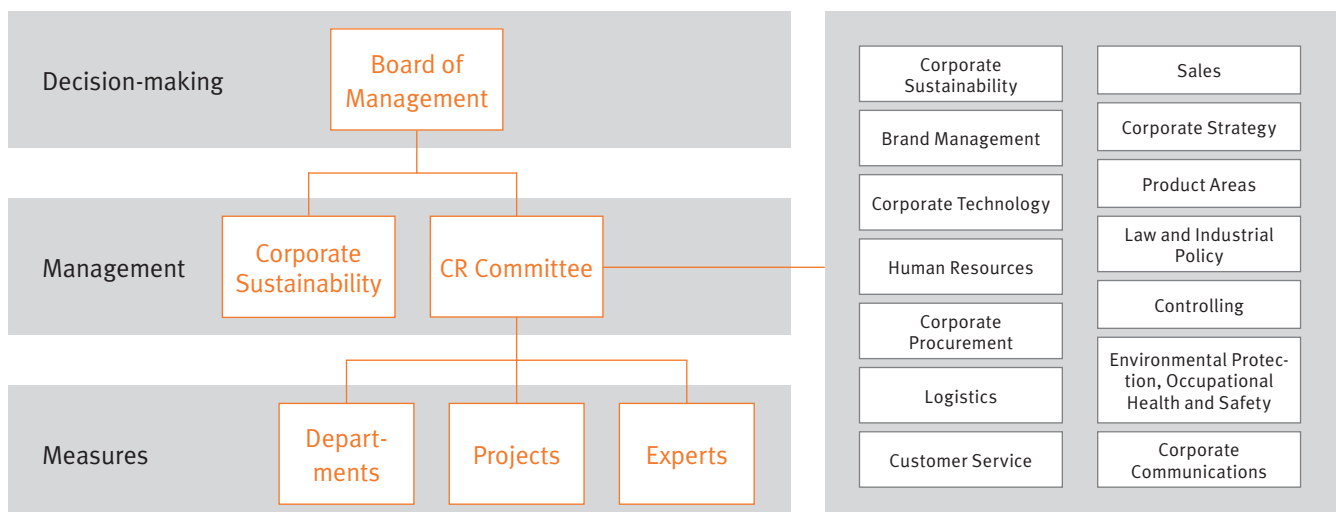 Decision-making
Board of
Management
Management
Corporate
Sustainability
CR Committee
Measures
Depart-
ments
Projects
Experts
Corporate
Sustainability
Brand Management
Corporate Technology
Human Resources
Corporate
Procurement
Logistics
Customer Service
Sales
Corporate Strategy
Product Areas
Law and Industrial
Policy
Controlling
Environmental Protec-
tion, Occupational
Health and Safety
Corporate
Communications